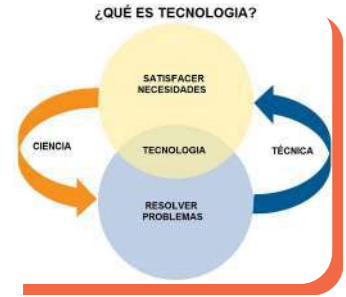 ¿QUÉ ES TECNOLOGIA?
SATISFACER
NECESIDADES
CIENCIA
TECNOLOGIA
TÉCNICA
RESOLVER
PROBLEMAS